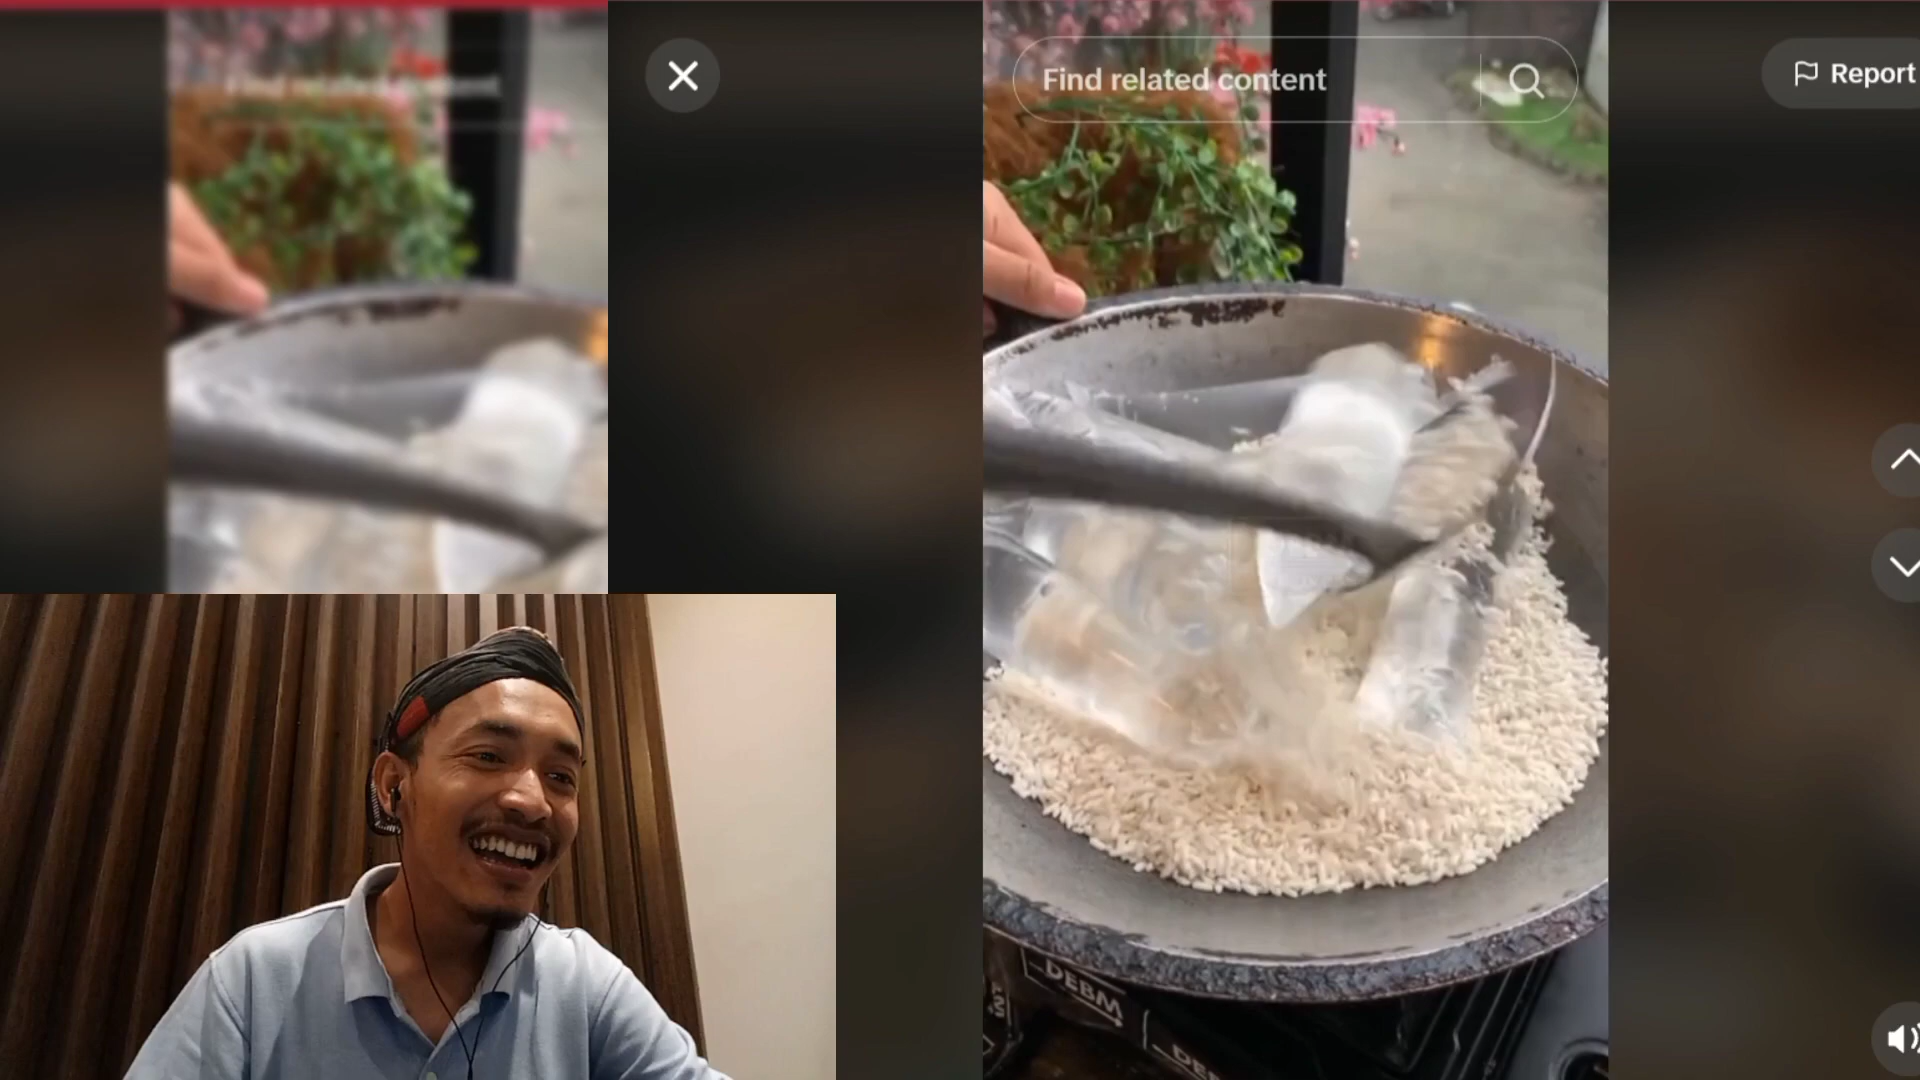 Find related content
Report
DEBM